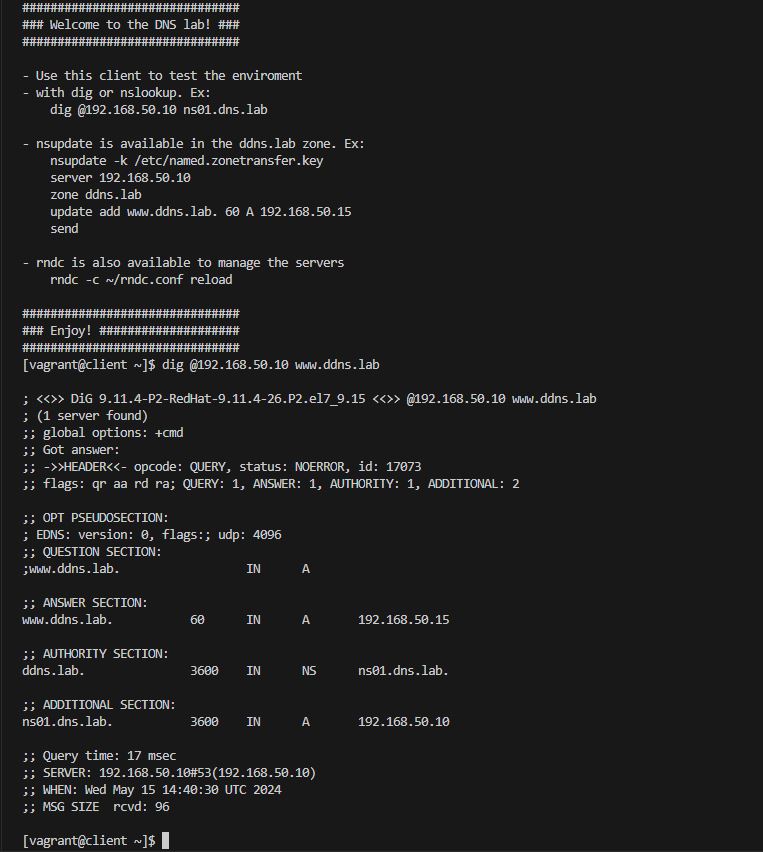 ###############################
### Welcome to the DNS lab! ###
###############################
- Use this client to test the enviroment
- with dig or nslookup. Ex:
    dig @192.168.50.10 ns01.dns.lab
- nsupdate is available in the ddns.lab zone. Ex:
    nsupdate -k /etc/named.zonetransfer.key
    server 192.168.50.10
    zone ddns.lab
    update add www.ddns.lab. 60 A 192.168.50.15
    send
- rndc is also available to manage the servers
    rndc -c ~/rndc.conf reload
###############################
### Enjoy! ####################
###############################
[vagrant@client ~]$ dig @192.168.50.10 www.ddns.lab
; <<>> DiG 9.11.4-P2-RedHat-9.11.4-26.P2.el7_9.15 <<>> @192.168.50.10 www.ddns.lab
; (1 server found)
;; global options: +cmd
;; Got answer:
;; ->>HEADER<<- opcode: QUERY, status: NOERROR, id: 17073
;; flags: qr aa rd ra; QUERY: 1, ANSWER: 1, AUTHORITY: 1, ADDITIONAL: 2
;; OPT PSEUDOSECTION:
; EDNS: version: 0, flags:; udp: 4096
;; QUESTION SECTION:
;www.ddns.lab.                  IN      A
;; ANSWER SECTION:
www.ddns.lab.           60      IN      A       192.168.50.15
;; AUTHORITY SECTION:
ddns.lab.               3600    IN      NS      ns01.dns.lab.
;; ADDITIONAL SECTION:
ns01.dns.lab.           3600    IN      A       192.168.50.10
;; Query time: 17 msec
;; SERVER: 192.168.50.10#53(192.168.50.10)
;; WHEN: Wed May 15 14:40:30 UTC 2024
;; MSG SIZE  rcvd: 96
[vagrant@client ~]$